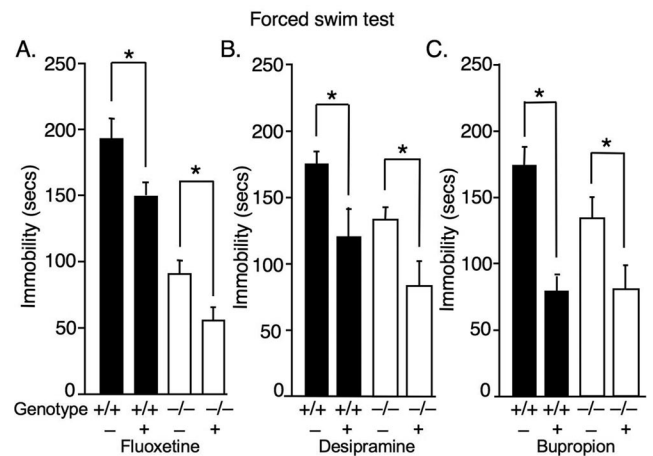 Forced swim test
A.
B.
C.
Immobility (secs)
250
200
150
100
50
0
*
*
Genotype +/+ +/+ –/– –/–
– + – +
Fluoxetine
Immobility (secs)
250
200
150
100
50
0
*
*
+/+ +/+ –/– –/–
– + – +
Desipramine
Immobility (secs)
250
200
150
100
50
0
*
*
+/+ +/+ –/– –/–
– + – +
Bupropion